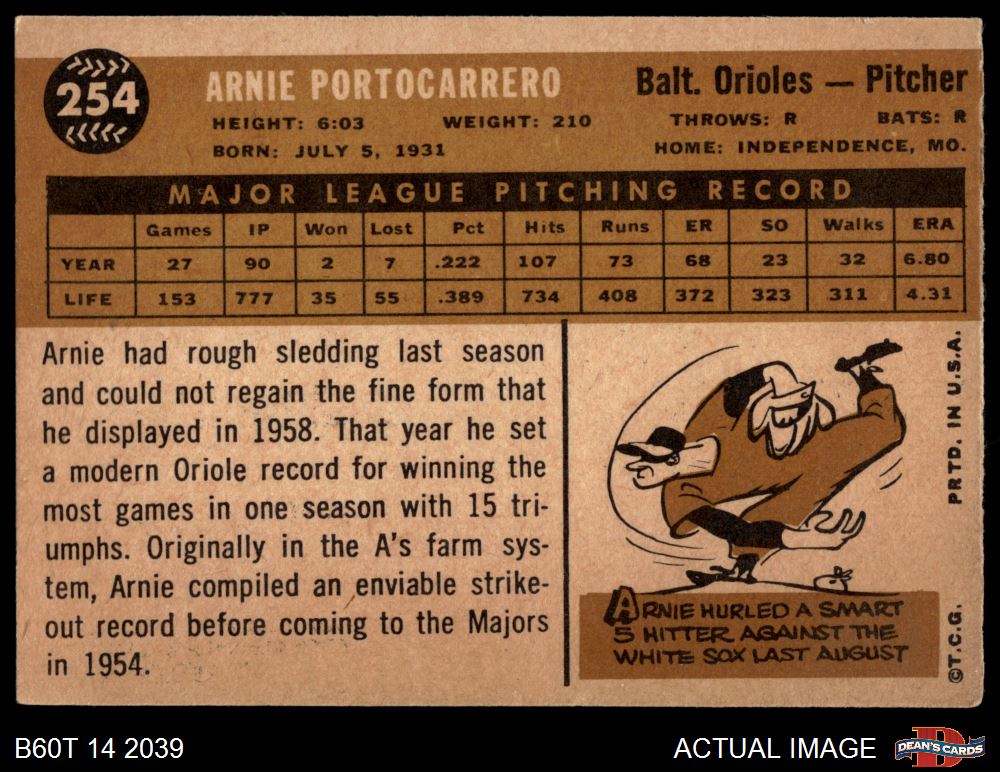 254
ARNIE PORTOCARRERO
Balt. Orioles — Pitcher
HEIGHT: 6:03 WEIGHT: 210 THROWS: R BATS: R
BORN: JULY 5, 1931 HOME: INDEPENDENCE, MO.
MAJOR LEAGUE PITCHING RECORD
Games IP Won Lost Pct Hits Runs ER SO Walks ERA
YEAR 27 90 2 7 .222 107 73 68 23 32 6.80
LIFE 153 777 35 55 .389 734 408 372 323 311 4.31
Arnie had rough sledding last season
and could not regain the fine form that
he displayed in 1958. That year he set
a modern Oriole record for winning the
most games in one season with 15 tri-
umphs. Originally in the A's farm sys-
tem, Arnie compiled an enviable strike-
out record before coming to the Majors
in 1954.
ARNIE HURLED A SMART
5 HITTER AGAINST THE
WHITE SOX LAST AUGUST
©T.C.G. PRTD. IN U.S.A.
B60T 14 2039
ACTUAL IMAGE
D
DEAN'S CARDS